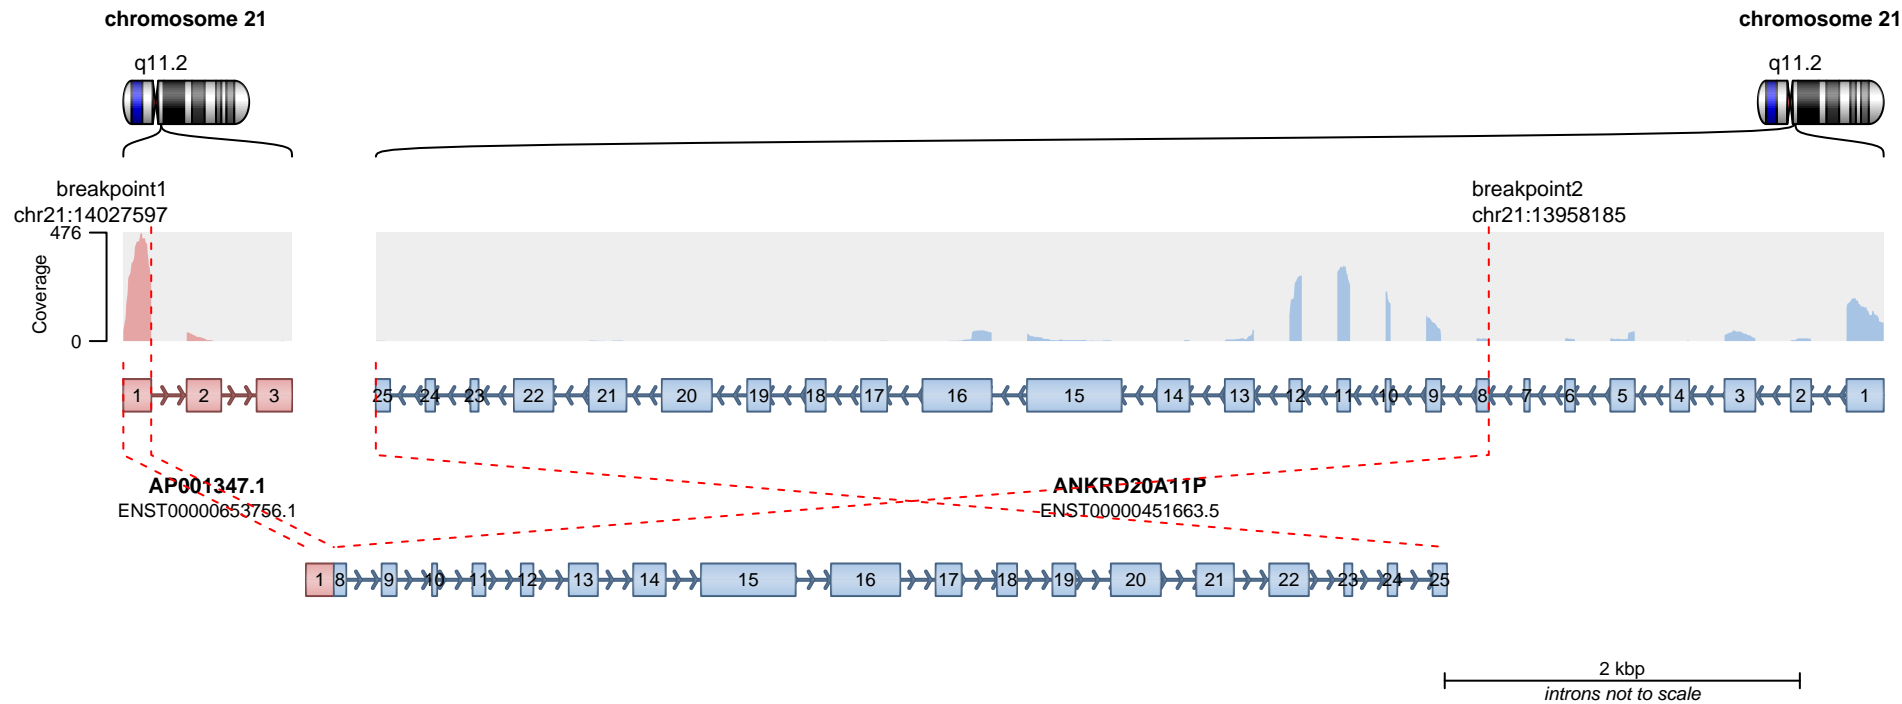 chromosome 21
chromosome 21
q11.2
q11.2
breakpoint1
chr21:14027597
breakpoint2
chr21:13958185
476
Coverage
0
1 2 3 25 24 23 22 21 20 19 18 17 16 15 14 13 12 11 10 9 8 7 6 5 4 3 2 1
AP001347.1
ENST00000653756.1
ANKRD20A11P
ENST00000451663.5
1 8 9 10 11 12 13 14 15 16 17 18 19 20 21 22 23 24 25
2 kbp
introns not to scale